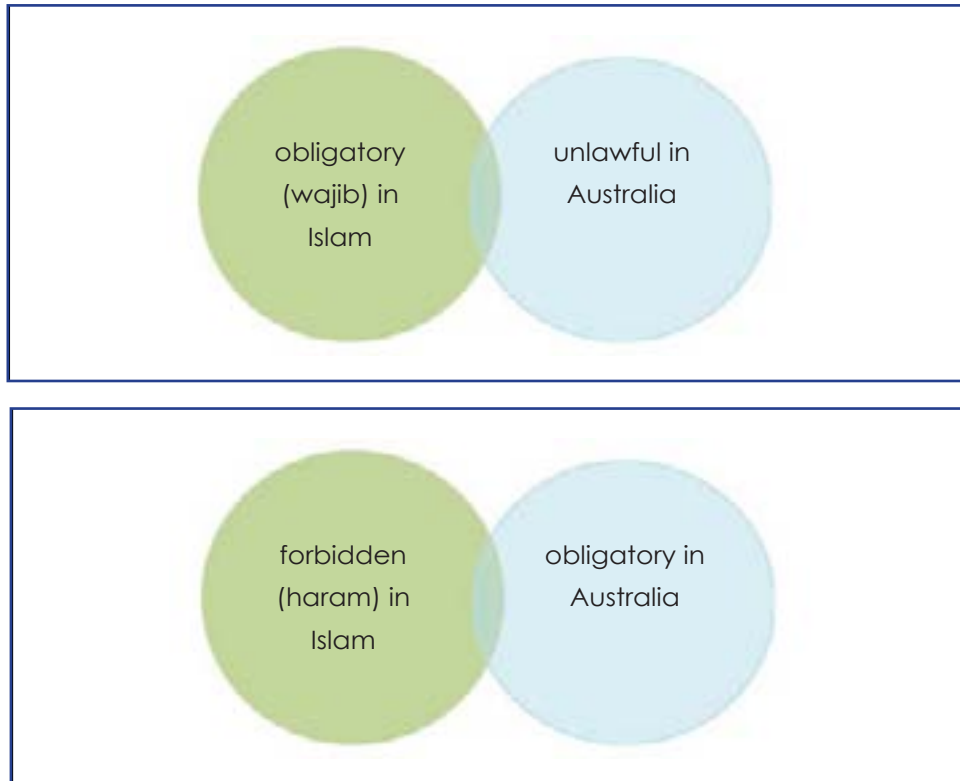 obligatory
(wajib) in
Islam
unlawful in
Australia
forbidden
(haram) in
Islam
obligatory in
Australia